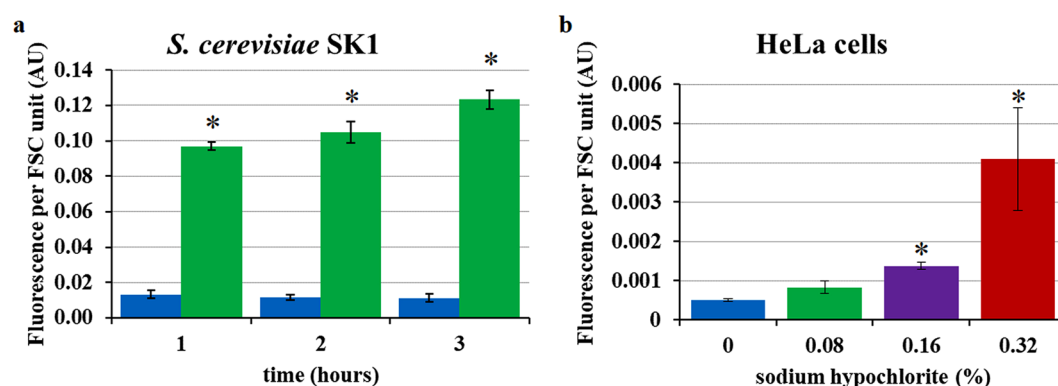 a
S. cerevisiae SK1
Fluorescence per FSC unit (AU)
0.14
0.12
0.10
0.08
0.06
0.04
0.02
0.00
*
*
*
1 2 3
time (hours)
b
HeLa cells
Fluorescence per FSC unit (AU)
0.006
0.005
0.004
0.003
0.002
0.001
0
*
*
0 0.08 0.16 0.32
sodium hypochlorite (%)